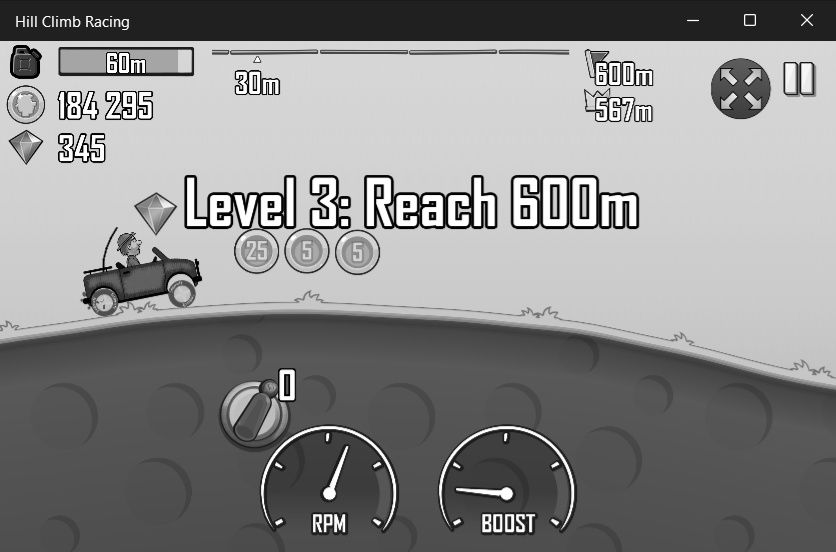 Hill Climb Racing
60m
30m
600m
567m
184 295
345
Level 3: Reach 600m
25 5 5
0
RPM
BOOST